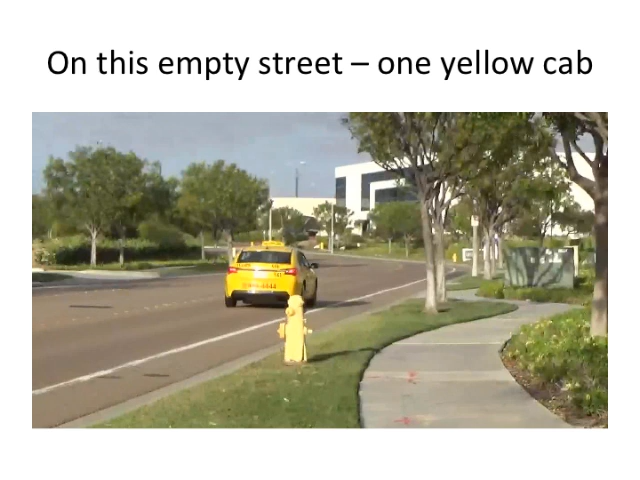 On this empty street – one yellow cab